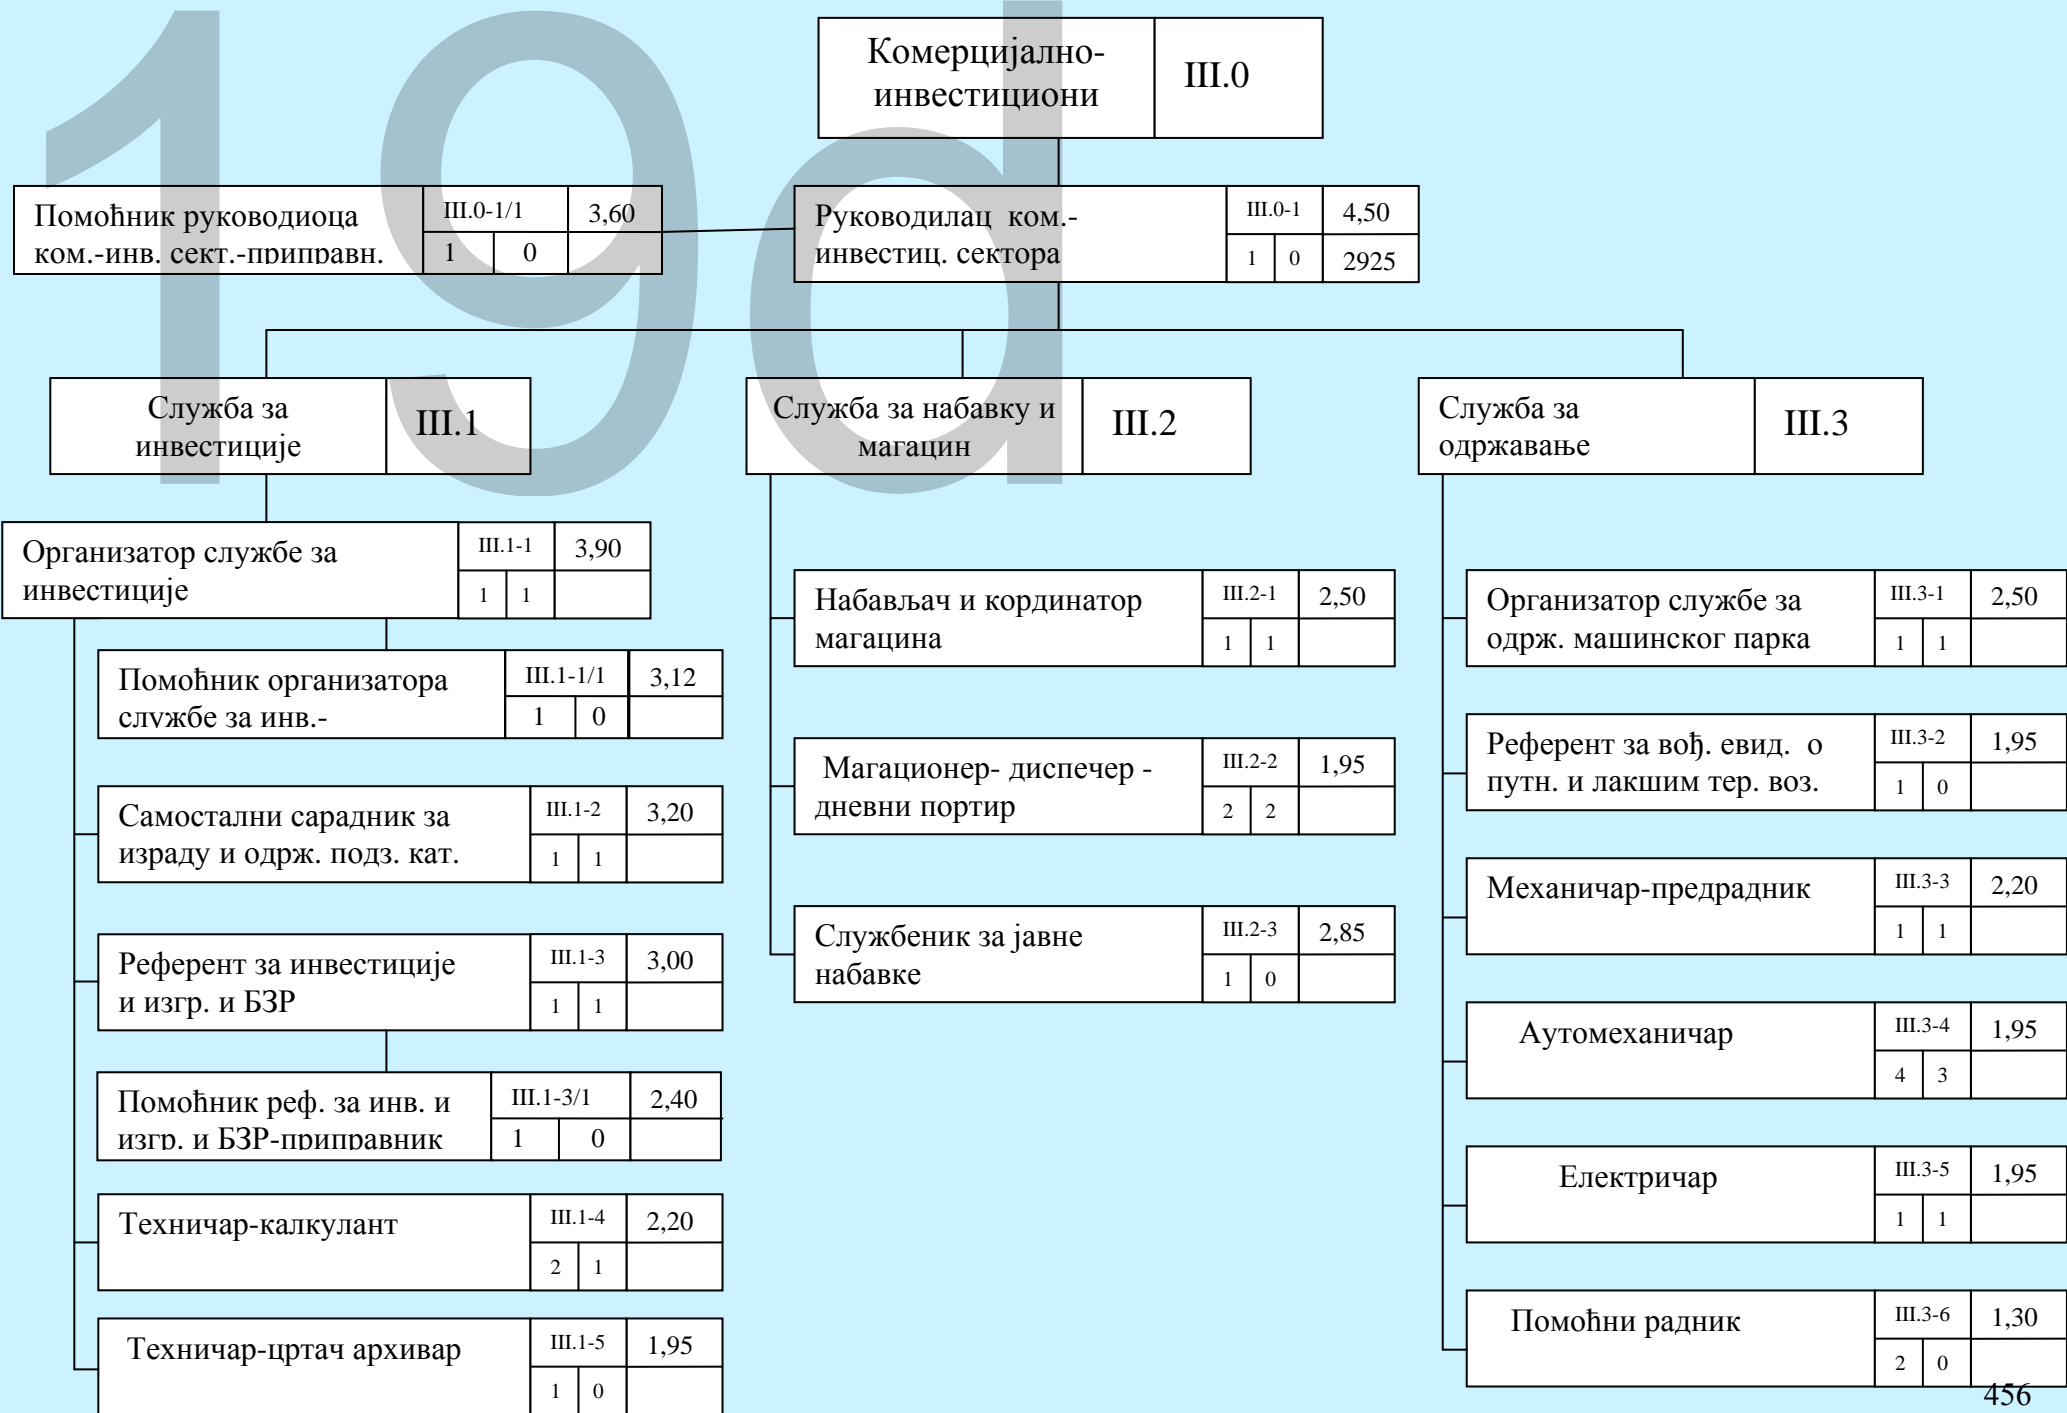 19d
Комерцијално-
инвестициони
III.0
Помоћник руководиоца
ком.-инв. сект.-приправн.
III.0-1/1
3,60
1
0
Руководилац ком.-
инвестиц. сектора
III.0-1
4,50
1
0
2925
Служба за
инвестиције
III.1
Служба за набавку и
магацин
III.2
Служба за
одржавање
III.3
Организатор службе за
инвестиције
III.1-1
3,90
1
1
Помоћник организатора
службе за инв.-
III.1-1/1
3,12
1
0
Самостални сарадник за
израду и одрж. подз. кат.
III.1-2
3,20
1
1
Референт за инвестиције
и изгр. и БЗР
III.1-3
3,00
1
1
Помоћник реф. за инв. и
изгр. и БЗР-приправник
III.1-3/1
2,40
1
0
Техничар-калкулант
III.1-4
2,20
2
1
Техничар-цртач архивар
III.1-5
1,95
1
0
Набављач и кординатор
магацина
III.2-1
2,50
1
1
Магационер- диспечер -
дневни портир
III.2-2
1,95
2
2
Службеник за јавне
набавке
III.2-3
2,85
1
0
Организатор службе за
одрж. машинског парка
III.3-1
2,50
1
1
Референт за вођ. евид. о
путн. и лакшим тер. воз.
III.3-2
1,95
1
0
Механичар-предрадник
III.3-3
2,20
1
1
Аутомеханичар
III.3-4
1,95
4
3
Електричар
III.3-5
1,95
1
1
Помоћни радник
III.3-6
1,30
2
0
456